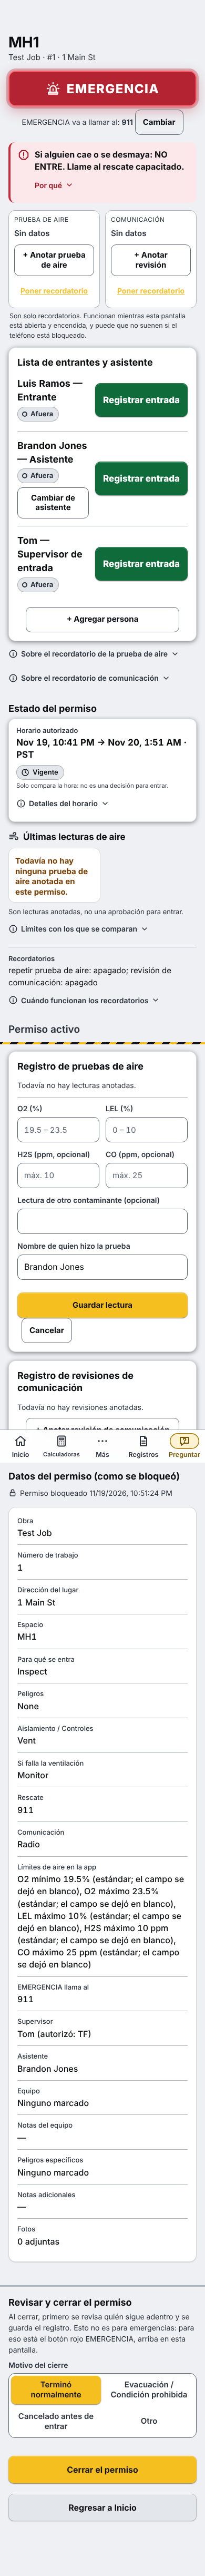 MH1
Test Job · #1 · 1 Main St
EMERGENCIA
EMERGENCIA va a llamar al: 911
Cambiar
Si alguien cae o se desmaya: NO
ENTRE. Llame al rescate capacitado.
Por qué
PRUEBA DE AIRE
Sin datos
+ Anotar prueba
de aire
Poner recordatorio
COMUNICACIÓN
Sin datos
+ Anotar
revisión
Poner recordatorio
Son solo recordatorios. Funcionan mientras esta pantalla
está abierta y encendida, y puede que no suenen si el
teléfono está bloqueado.
Lista de entrantes y asistente
Luis Ramos —
Entrante
Afuera
Registrar entrada
Brandon Jones
— Asistente
Afuera
Cambiar de
asistente
Registrar entrada
Tom —
Supervisor de
entrada
Afuera
Registrar entrada
+ Agregar persona
Sobre el recordatorio de la prueba de aire
Sobre el recordatorio de comunicación
Estado del permiso
Horario autorizado
Nov 19, 10:41 PM → Nov 20, 1:51 AM ·
PST
Vigente
Solo compara la hora: no es una decisión para entrar.
Detalles del horario
Últimas lecturas de aire
Todavía no hay
ninguna prueba de
aire anotada en
este permiso.
Son lecturas anotadas, no una aprobación para entrar.
Límites con los que se comparan
Recordatorios
repetir prueba de aire: apagado; revisión de
comunicación: apagado
Cuándo funcionan los recordatorios
Permiso activo
Registro de pruebas de aire
Todavía no hay lecturas anotadas.
O2 (%)
LEL (%)
19.5 – 23.5
0 – 10
H2S (ppm, opcional)
CO (ppm, opcional)
máx. 10
máx. 25
Lectura de otro contaminante (opcional)
Nombre de quien hizo la prueba
Brandon Jones
Guardar lectura
Cancelar
Registro de revisiones de
comunicación
Todavía no hay revisiones anotadas.
+ Anotar revisión de comunicación
Inicio
Calculadoras
Más
Registros
Preguntar
Datos del permiso (como se bloqueó)
Permiso bloqueado 11/19/2026, 10:51:24 PM
Obra
Test Job
Número de trabajo
1
Dirección del lugar
1 Main St
Espacio
MH1
Para qué se entra
Inspect
Peligros
None
Aislamiento / Controles
Vent
Si falla la ventilación
Monitor
Rescate
911
Comunicación
Radio
Límites de aire en la app
O2 mínimo 19.5% (estándar; el campo se
dejó en blanco), O2 máximo 23.5%
(estándar; el campo se dejó en blanco),
LEL máximo 10% (estándar; el campo se
dejó en blanco), H2S máximo 10 ppm
(estándar; el campo se dejó en blanco),
CO máximo 25 ppm (estándar; el campo
se dejó en blanco)
EMERGENCIA llama al
911
Supervisor
Tom (autorizó: TF)
Asistente
Brandon Jones
Equipo
Ninguno marcado
Notas del equipo
—
Peligros específicos
Ninguno marcado
Notas adicionales
—
Fotos
0 adjuntas
Revisar y cerrar el permiso
Al cerrar, primero se revisa quién sigue adentro y se
guarda el registro. Esto no es para emergencias: para
eso está el botón rojo EMERGENCIA, arriba en esta
pantalla.
Motivo del cierre
Terminó
normalmente
Evacuación /
Condición prohibida
Cancelado antes de
entrar
Otro
Cerrar el permiso
Regresar a Inicio